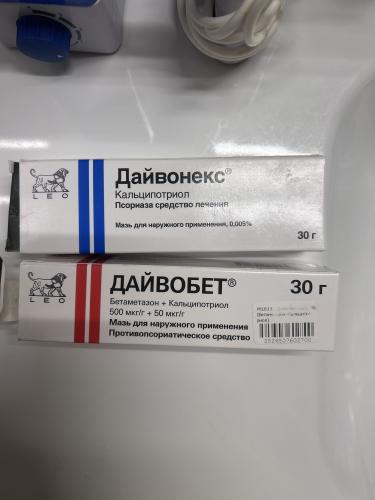 Дайвонекс®
Кальципотриол
Псориаза средство лечения
Мазь для наружного применения, 0,005%
30 г
LEO
ДАЙВОБЕТ®
30 г
Бетаметазон + Кальципотриол
500 мкг/г + 50 мкг/г
Мазь для наружного применения
Противопсориатическое средство
LEO